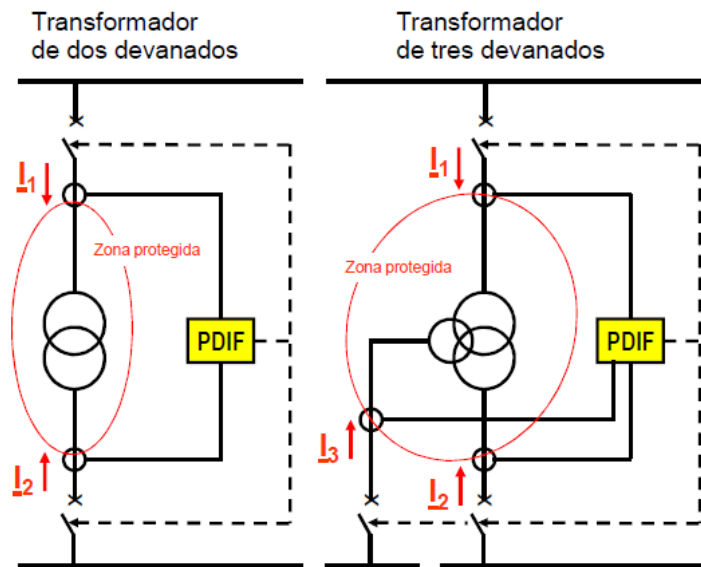 Transformador
de dos devanados
I1
Zona protegida
PDIF
I2
Transformador
de tres devanados
I1
Zona protegida
PDIF
I3
I2